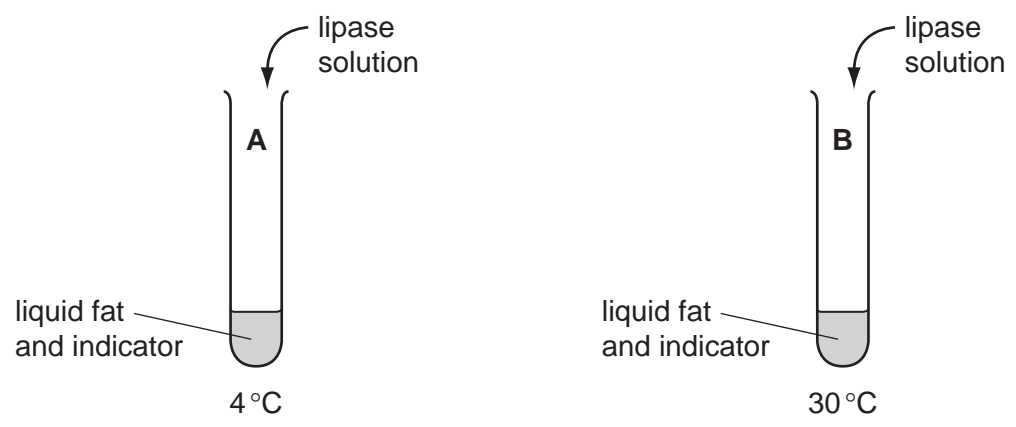 lipase
solution
A
liquid fat
and indicator
4 °C
lipase
solution
B
liquid fat
and indicator
30 °C